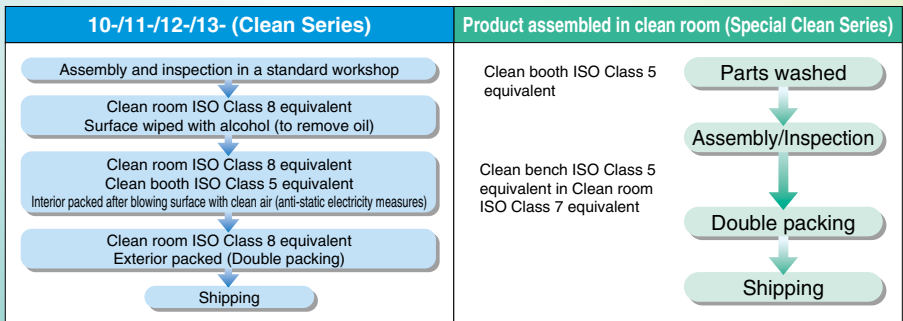 10-/11-/12-/13- (Clean Series)
Assembly and inspection in a standard workshop
Clean room ISO Class 8 equivalent
Surface wiped with alcohol (to remove oil)
Clean room ISO Class 8 equivalent
Clean booth ISO Class 5 equivalent
Interior packed after blowing surface with clean air (anti-static electricity measures)
Clean room ISO Class 8 equivalent
Exterior packed (Double packing)
Shipping
Product assembled in clean room (Special Clean Series)
Clean booth ISO Class 5
equivalent
Parts washed
Assembly/Inspection
Clean bench ISO Class 5
equivalent in Clean room
ISO Class 7 equivalent
Double packing
Shipping